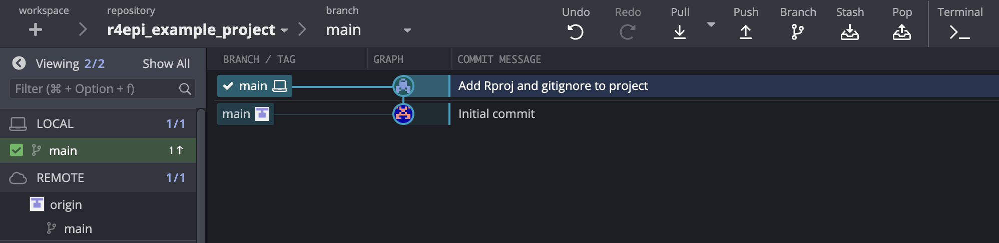 workspace repository branch
r4epi_example_project main
Undo Redo Pull Push Branch Stash Pop Terminal
Viewing 2/2 Show All
Filter (⌘ + Option + f)
LOCAL 1/1
main 1↑
REMOTE 1/1
origin
main
BRANCH / TAG GRAPH COMMIT MESSAGE
main Add Rproj and gitignore to project
main Initial commit